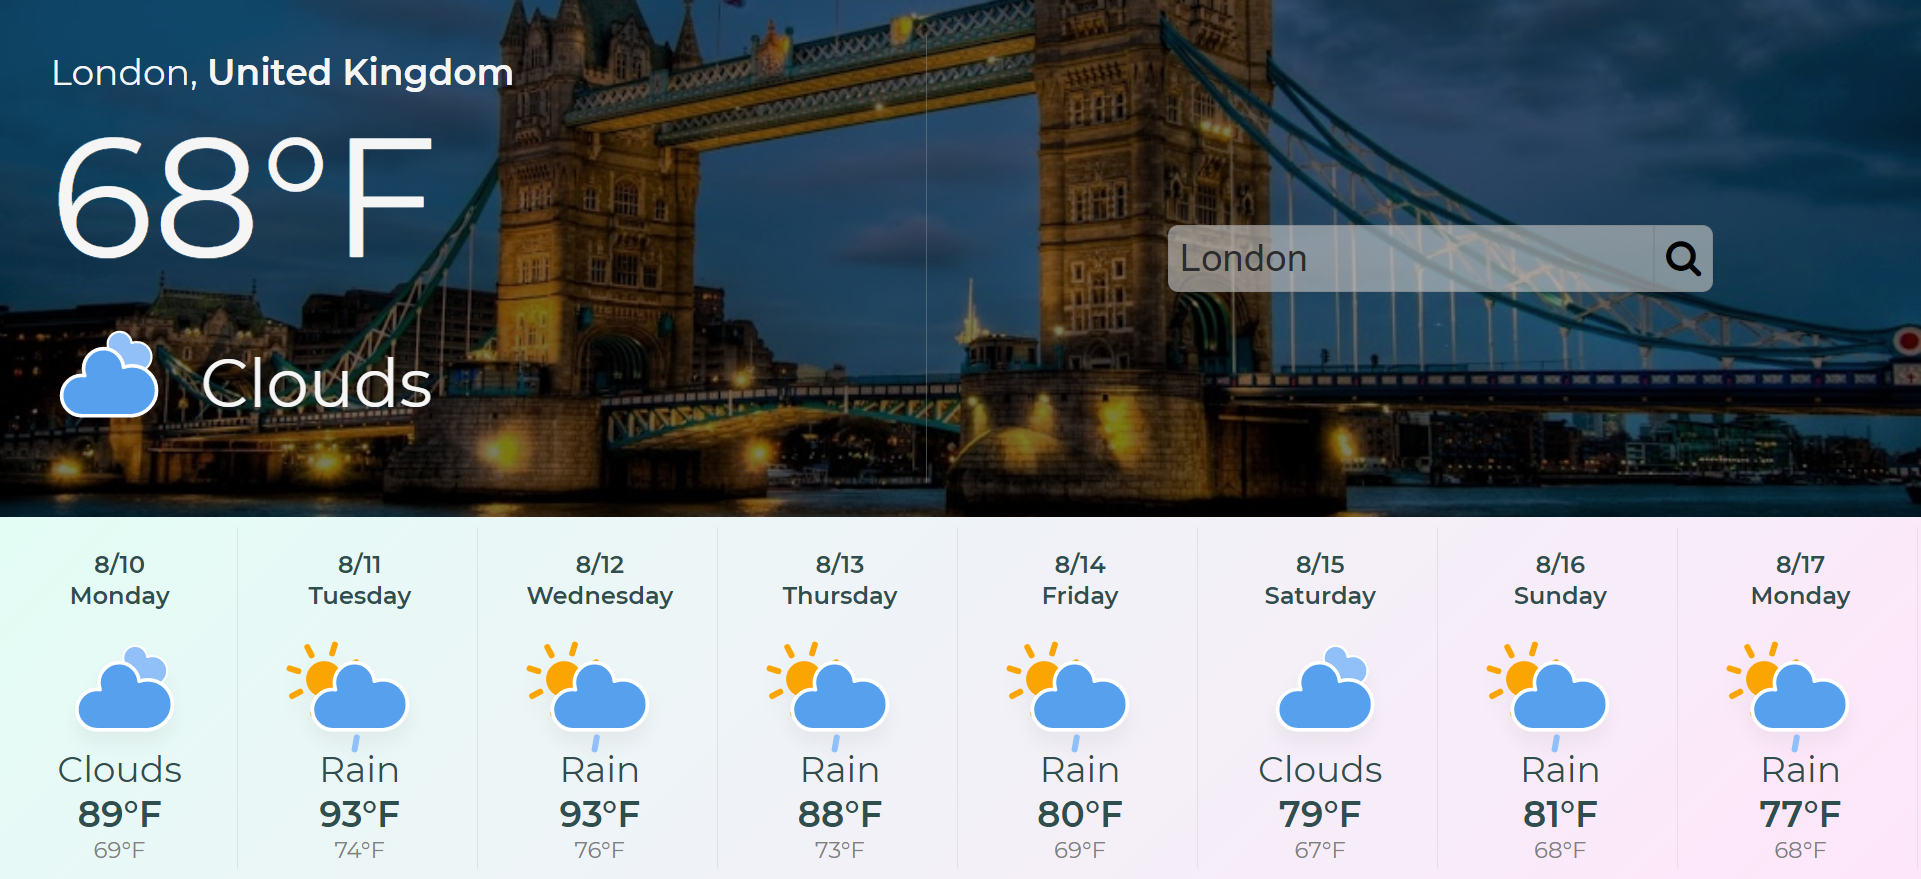 London, United Kingdom
68°F
Clouds
London
8/10
Monday
Clouds
89°F
69°F
8/11
Tuesday
Rain
93°F
74°F
8/12
Wednesday
Rain
93°F
76°F
8/13
Thursday
Rain
88°F
73°F
8/14
Friday
Rain
80°F
69°F
8/15
Saturday
Clouds
79°F
67°F
8/16
Sunday
Rain
81°F
68°F
8/17
Monday
Rain
77°F
68°F